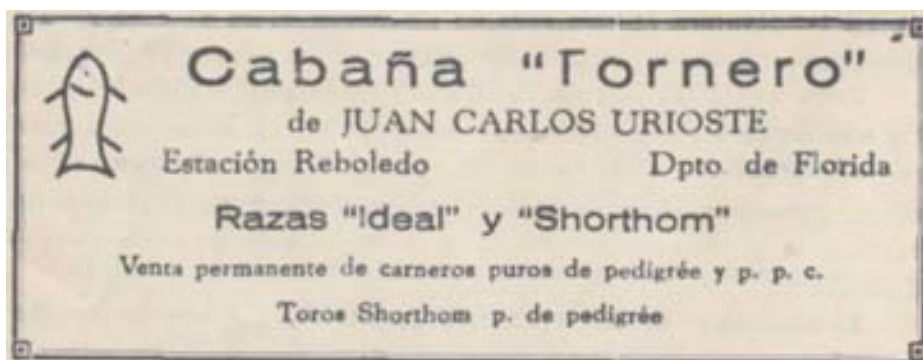 Cabaña "Tornero"
de JUAN CARLOS URIOSTE
Estación Reboledo Dpto. de Florida
Razas "Ideal" y "Shorthom"
Venta permanente de carneros puros de pedigrée y p. p. c.
Toros Shorthom p. de pedigrée